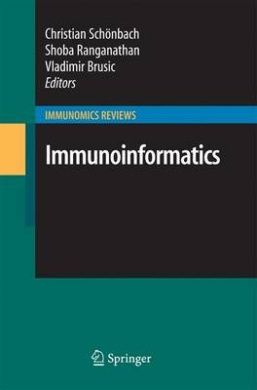 Christian Schönbach
Shoba Ranganathan
Vladimir Brusic
Editors
IMMUNOMICS REVIEWS
Immunoinformatics
Springer